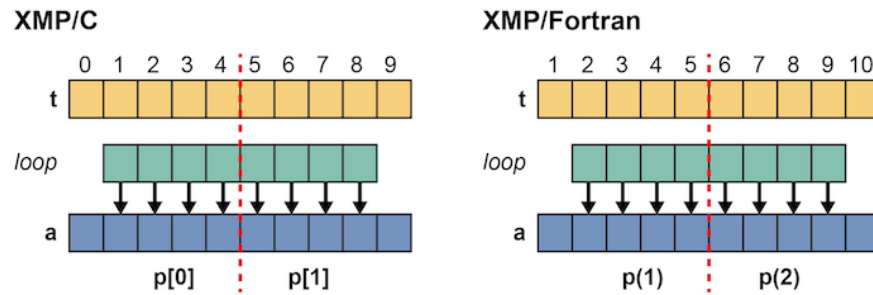 XMP/C
0 1 2 3 4 5 6 7 8 9
t
loop
a
p[0] p[1]
XMP/Fortran
1 2 3 4 5 6 7 8 9 10
t
loop
a
p(1) p(2)